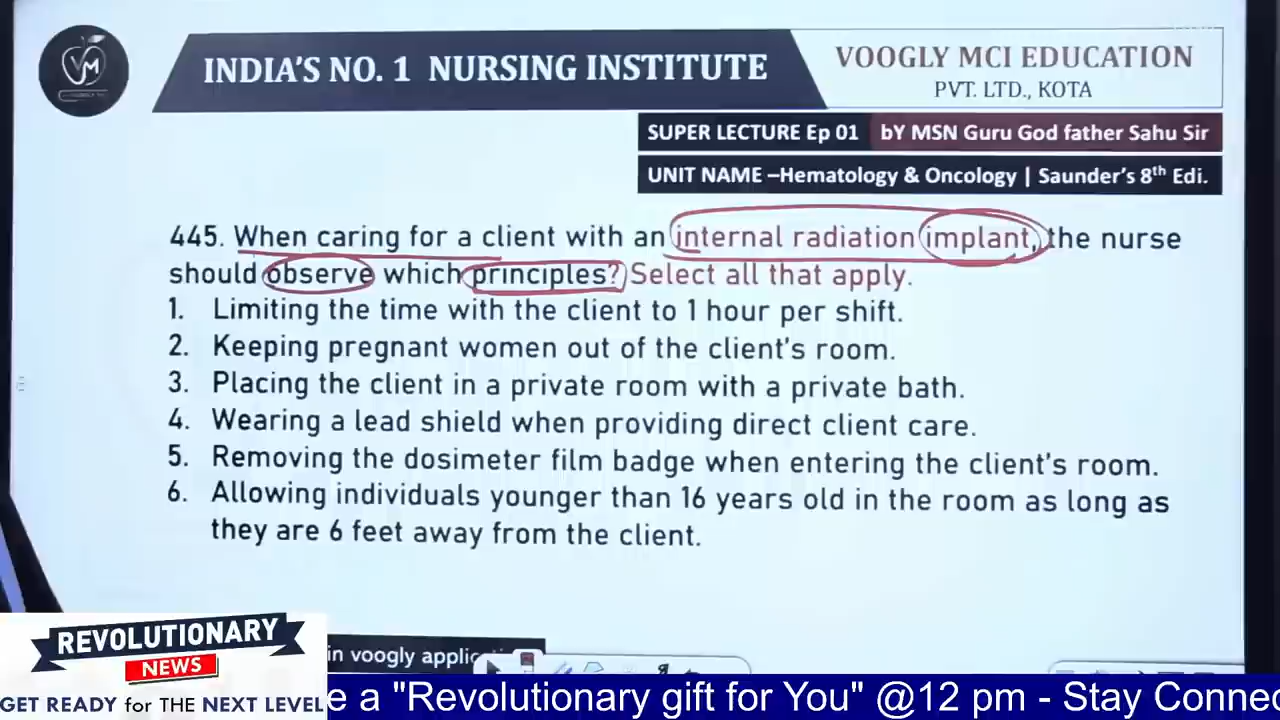 VM
INDIA'S NO. 1 NURSING INSTITUTE
VOOGLY MCI EDUCATION
PVT. LTD., KOTA
SUPER LECTURE Ep 01 bY MSN Guru God father Sahu Sir
UNIT NAME –Hematology & Oncology | Saunder's 8th Edi.
445. When caring for a client with an internal radiation implant, the nurse
should observe which principles? Select all that apply.
1. Limiting the time with the client to 1 hour per shift.
2. Keeping pregnant women out of the client's room.
3. Placing the client in a private room with a private bath.
4. Wearing a lead shield when providing direct client care.
5. Removing the dosimeter film badge when entering the client's room.
6. Allowing individuals younger than 16 years old in the room as long as
they are 6 feet away from the client.
REVOLUTIONARY
NEWS
GET READY for THE NEXT LEVEL
in voogly applic
e a "Revolutionary gift for You" @12 pm - Stay Connec